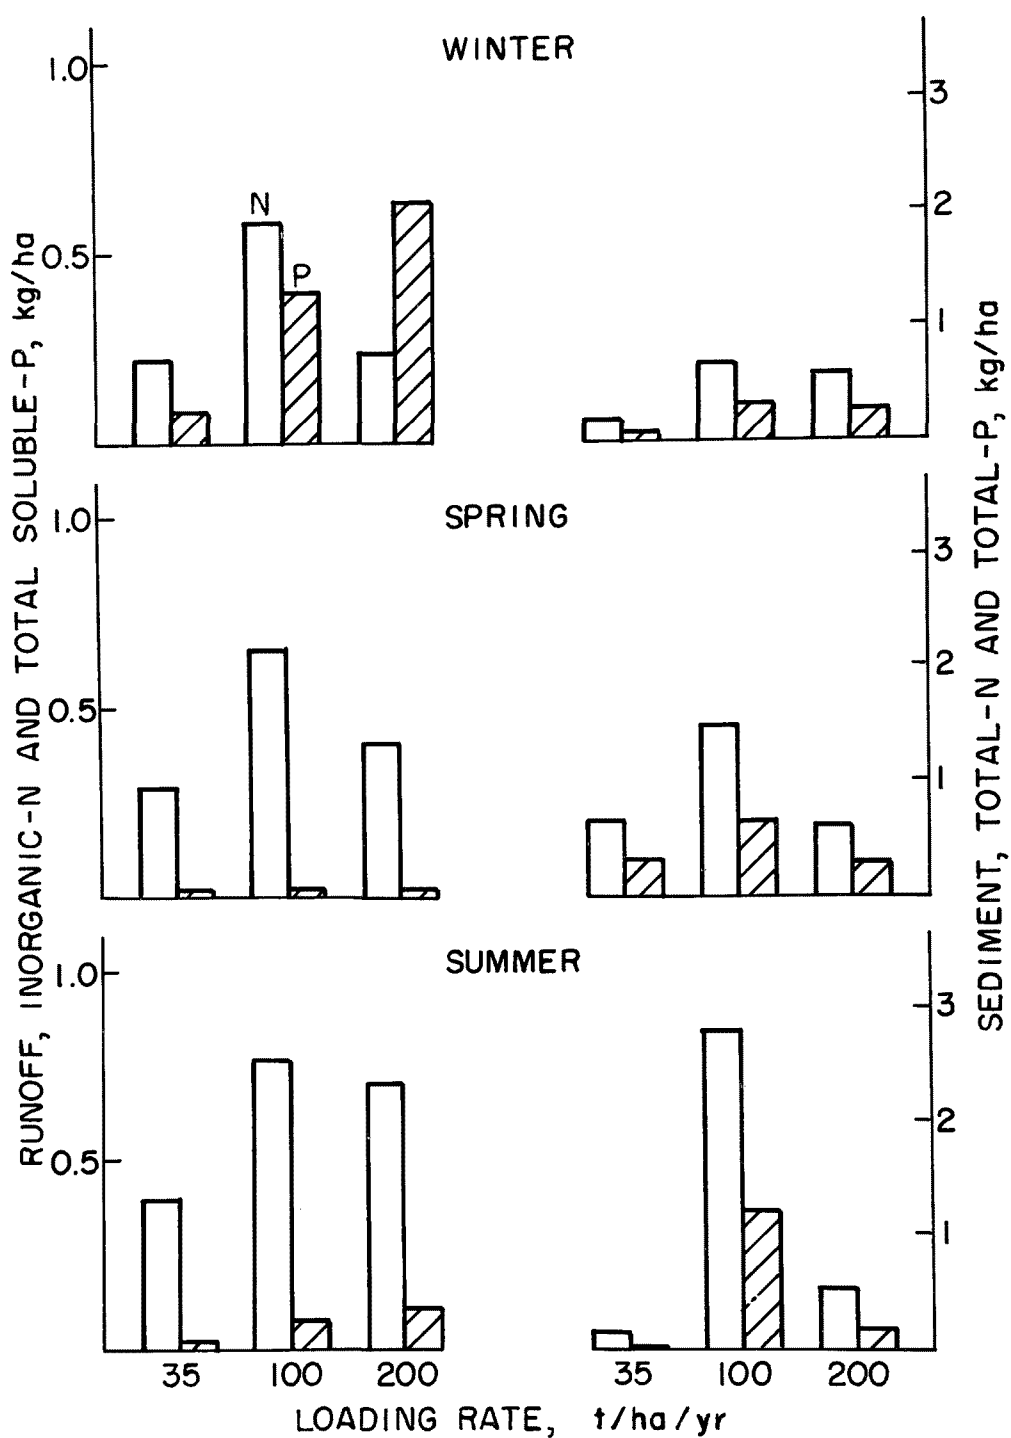 WINTER
1.0
0.5
N
P
3
2
1
SPRING
1.0
0.5
3
2
1
SUMMER
1.0
0.5
3
2
1
35 100 200
35 100 200
LOADING RATE, t/ha/yr
RUNOFF, INORGANIC-N AND TOTAL SOLUBLE-P, kg/ha
SEDIMENT, TOTAL-N AND TOTAL-P, kg/ha